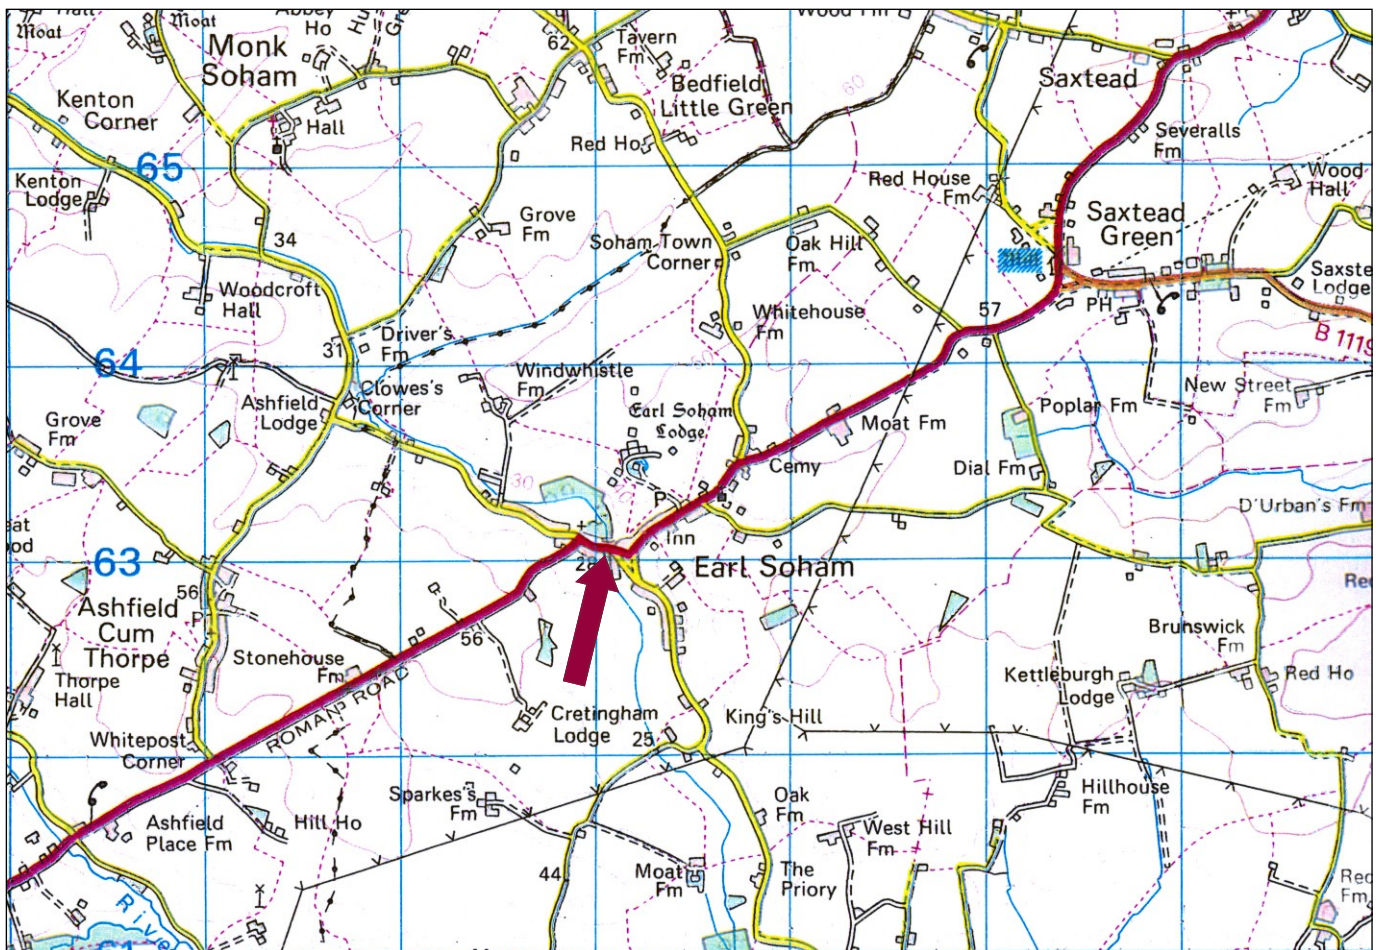 Moat
Moat
Abbey
Ho
Monk
Soham
62
Tavern
Fm
Bedfield
Little Green
60
Saxtead
Kenton
Corner
Hall
Red Ho
Severalls
Fm
65
Kenton
Lodge
Red House
Fm
Wood
Hall
Grove
Fm
34
Soham Town
Corner
Oak Hill
Fm
Saxtead
Green
Woodcroft
Hall
Whitehouse
Fm
57
PH
Lodge
B 1119
31
Driver's
Fm
64
Clowes's
Corner
Windwhistle
Fm
Ashfield
Lodge
Earl Soham
Lodge
Grove
Fm
Moat Fm
Poplar Fm
New Street
Fm
Cemy
Dial Fm
30
P
D'Urban's Fm
Inn
63
Earl Soham
56
P
Ashfield
Cum
Thorpe
56
Brunswick
Fm
Thorpe
Hall
Stonehouse
Fm
ROMAN ROAD
Kettleburgh
Lodge
Red Ho
Cretingham
Lodge
25
King's Hill
Whitepost
Corner
Sparkes's
Fm
Oak
Fm
Hillhouse
Fm
Ashfield
Place Fm
Hill Ho
West Hill
Fm
44
Moat
Fm
The
Priory
Fm